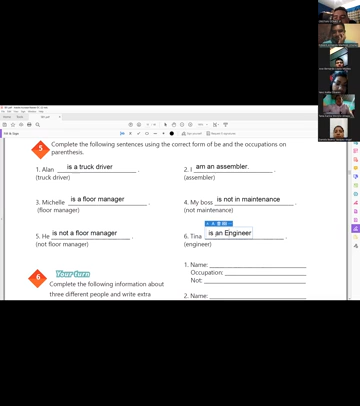 5 Complete the following sentences using the correct form of be and the occupations on
parenthesis.
1. Alan is a truck driver .
(truck driver)
2. I am an assembler. .
(assembler)
3. Michelle is a floor manager .
(floor manager)
4. My boss is not in maintenance .
(not maintenance)
5. He is not a floor manager .
(not floor manager)
6. Tina is an Engineer .
(engineer)
6 Your turn
Complete the following information about
three different people and write extra
1. Name:
Occupation:
Not:
2. Name: